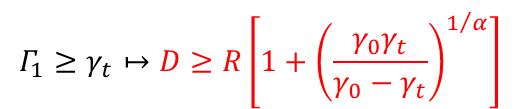 𝛤₁ ≥ γₜ ↦ D ≥ R [1 + (γ₀γₜ / (γ₀ − γₜ))^{1/α}]